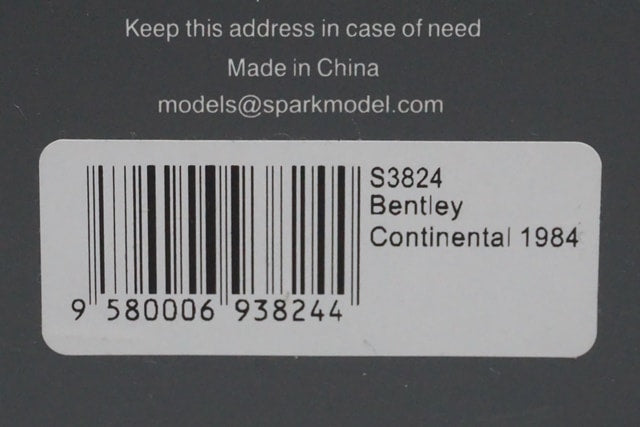 Keep this address in case of need
Made in China
models@sparkmodel.com
S3824
Bentley
Continental 1984
9 580006 938244